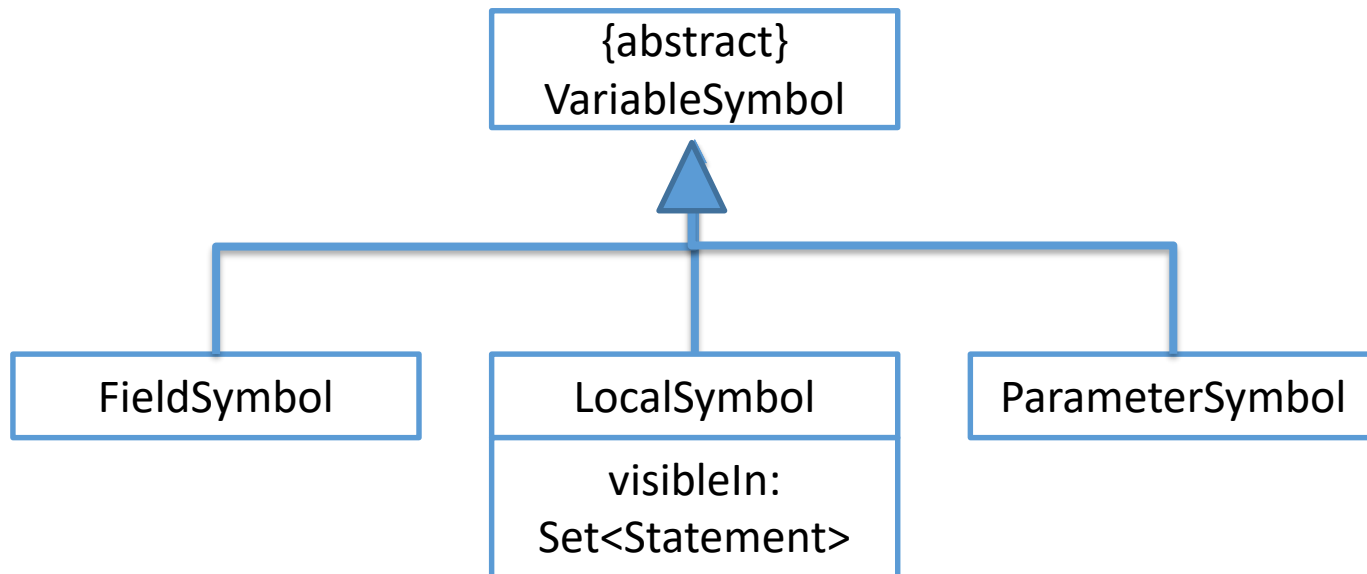 {abstract}
VariableSymbol
FieldSymbol
LocalSymbol
ParameterSymbol
visibleIn:
Set<Statement>